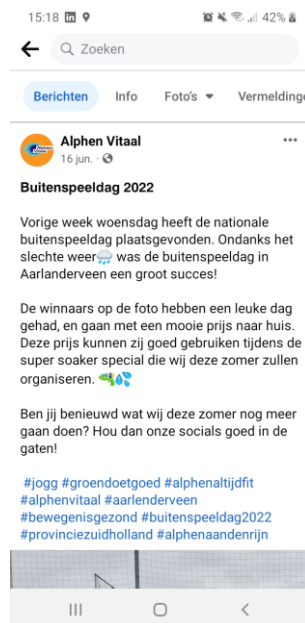 15:18 42%
Zoeken
Berichten Info Foto's Vermelding
Alphen Vitaal
16 jun. ·
Buitenspeeldag 2022
Vorige week woensdag heeft de nationale
buitenspeeldag plaatsgevonden. Ondanks het
slechte weer🌧️ was de buitenspeeldag in
Aarlanderveen een groot succes!
De winnaars op de foto hebben een leuke dag
gehad, en gaan met een mooie prijs naar huis.
Deze prijs kunnen zij goed gebruiken tijdens de
super soaker special die wij deze zomer zullen
organiseren. 🔫💦
Ben jij benieuwd wat wij deze zomer nog meer
gaan doen? Hou dan onze socials goed in de
gaten!
#jogg #groendoetgoed #alphenaltijdfit
#alphenvitaal #aarlenderveen
#bewegenisgezond #buitenspeeldag2022
#provinciezuidholland #alphenaandenrijn